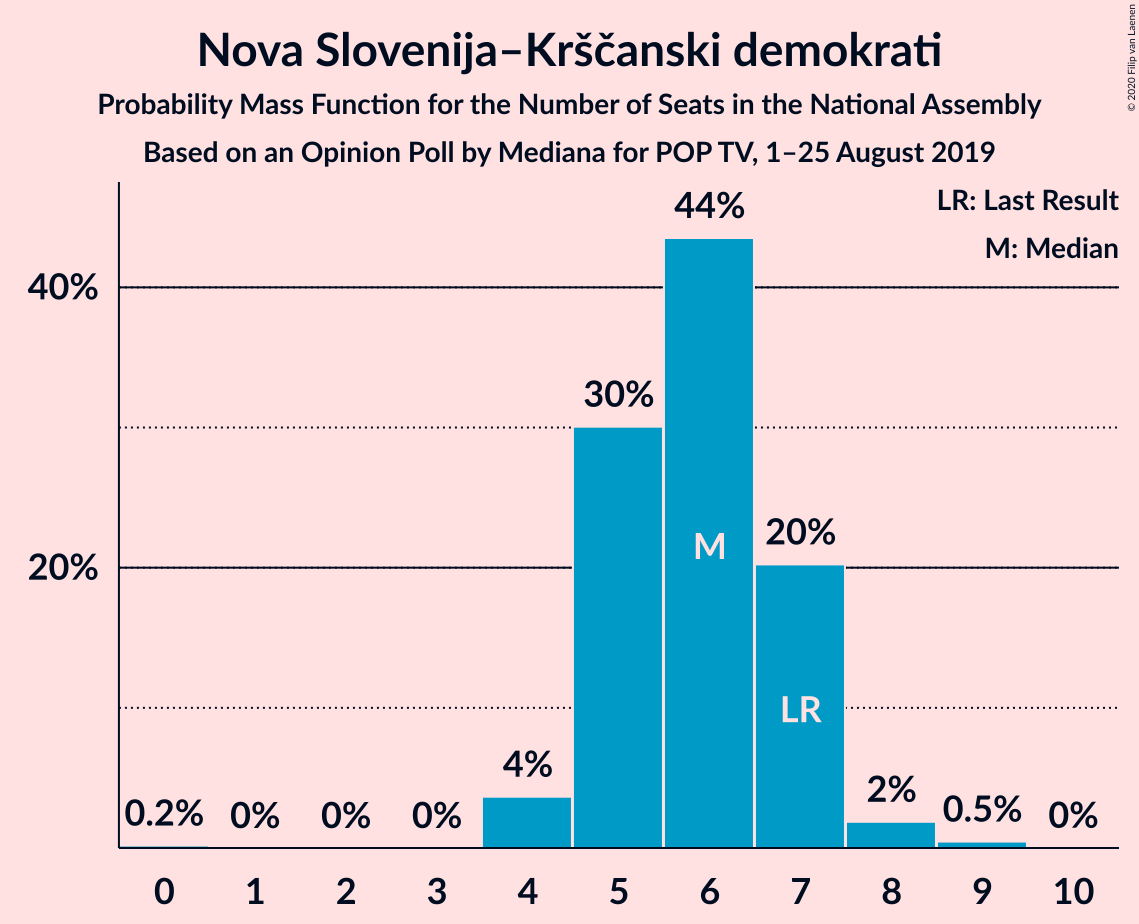 Nova Slovenija–Krščanski demokrati
Probability Mass Function for the Number of Seats in the National Assembly
Based on an Opinion Poll by Mediana for POP TV, 1–25 August 2019
© 2020 Filip van Laenen
LR: Last Result
M: Median
40%
20%
0.2%
0%
0%
0%
4%
30%
44%
20%
2%
0.5%
0%
M
LR
0 1 2 3 4 5 6 7 8 9 10